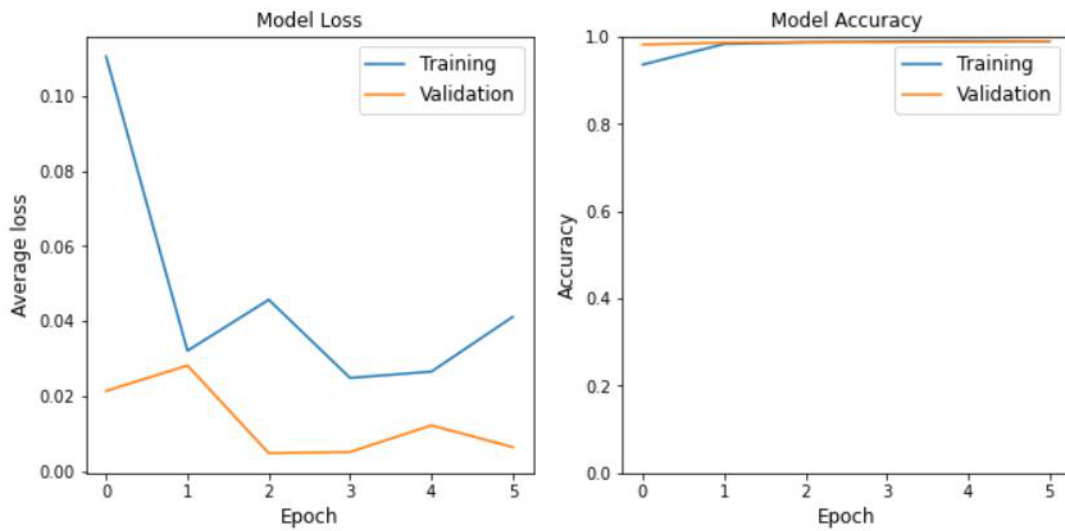 Model Loss
Training
Validation
0.10
0.08
0.06
0.04
0.02
0.00
Average loss
0 1 2 3 4 5
Epoch
Model Accuracy
Training
Validation
1.0
0.8
0.6
0.4
0.2
0.0
Accuracy
0 1 2 3 4 5
Epoch